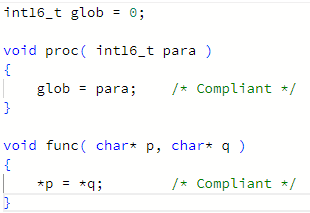 int16_t glob = 0;
void proc( int16_t para )
{
glob = para; /* Compliant */
}
void func( char* p, char* q )
{
*p = *q; /* Compliant */
}